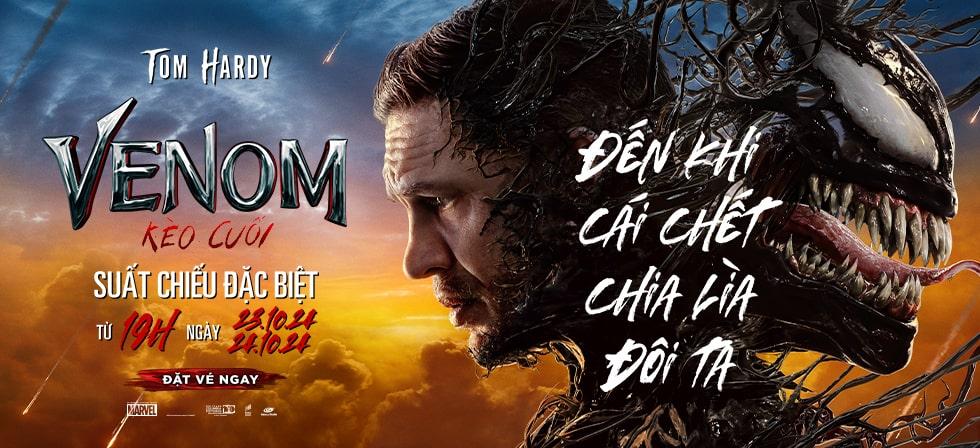 TOM HARDY
VENOM
KÈO CUỐI
SUẤT CHIẾU ĐẶC BIỆT
TỪ 19H NGÀY 23.10.24
24.10.24
ĐẶT VÉ NGAY
MARVEL
ĐẾN KHI
CÁI CHẾT
CHIA LÌA
ĐÔI TA